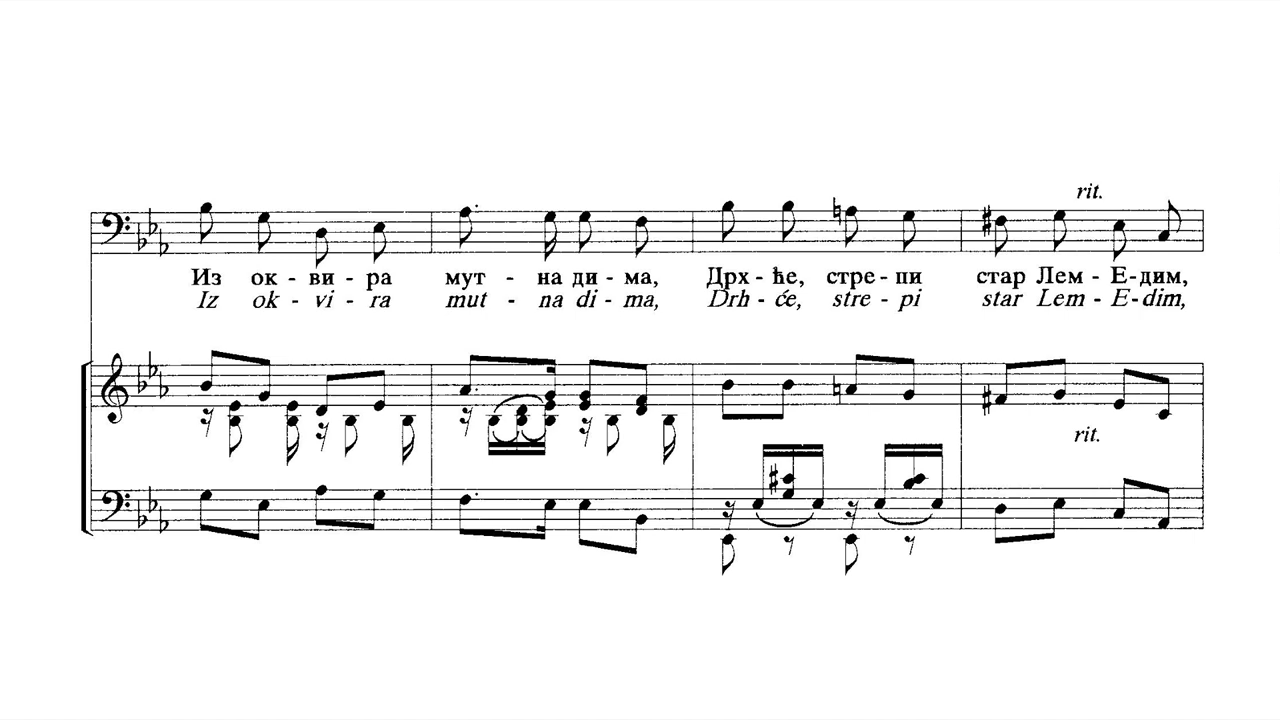 rit.
Из ок - ви - ра мут - на ди - ма, Дрх - ће, стре - пи стар Лем - Е - дим,
Iz ok - vi - ra mut - na di - ma, Drh - će, stre - pi star Lem - E - dim,
rit.